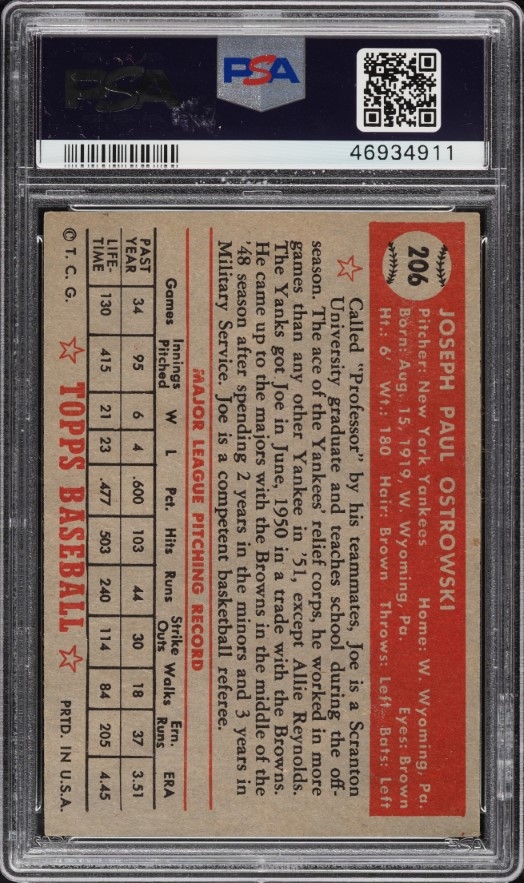 PSA
PSA
46934911
206
JOSEPH PAUL OSTROWSKI
Pitcher: New York Yankees Home: W. Wyoming, Pa.
Born: Aug. 15, 1919, W. Wyoming, Pa. Eyes: Brown
Ht.: 6' Wt.: 180 Hair: Brown Throws: Left Bats: Left
Called "Professor" by his teammates, Joe is a Scranton
University graduate and teaches school during the off-
season. The ace of the Yankees' relief corps, he worked in more
games than any other Yankee in '51, except Allie Reynolds.
The Yanks got Joe in June, 1950 in a trade with the Browns.
He came up to the majors with the Browns in the middle of the
'48 season after spending 2 years in the minors and 3 years in
Military Service. Joe is a competent basketball referee.
MAJOR LEAGUE PITCHING RECORD
Games Innings Pitched W L Pct. Hits Runs Strike Outs Walks Ern. Runs ERA
PAST YEAR 34 95 6 4 .600 103 44 30 18 37 3.51
LIFE-TIME 130 415 21 23 .477 503 240 114 84 205 4.45
© T. C. G. TOPPS BASEBALL PRTD. IN U.S.A.